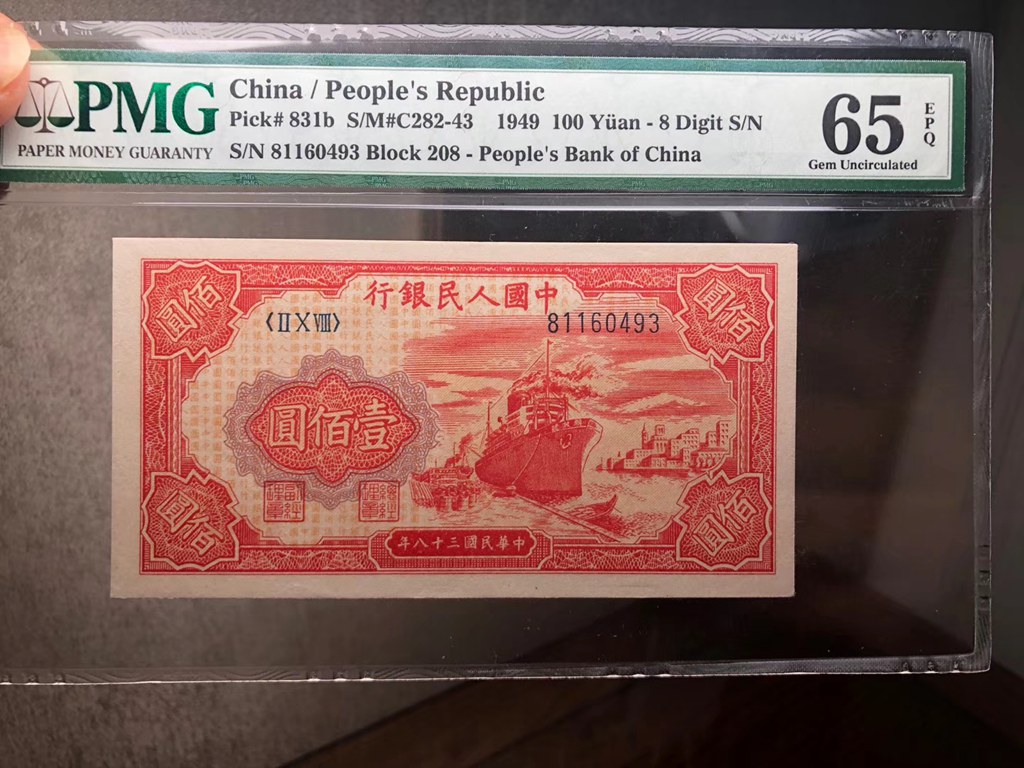 PMG
PAPER MONEY GUARANTY
China / People's Republic
Pick# 831b S/M#C282-43 1949 100 Yüan - 8 Digit S/N
S/N 81160493 Block 208 - People's Bank of China
65
EPQ
Gem Uncirculated
行銀民人國中
〈II X VIII〉
81160493
圓佰
圓佰
圓佰壹
圓佰
圓佰
年八十三國民華中